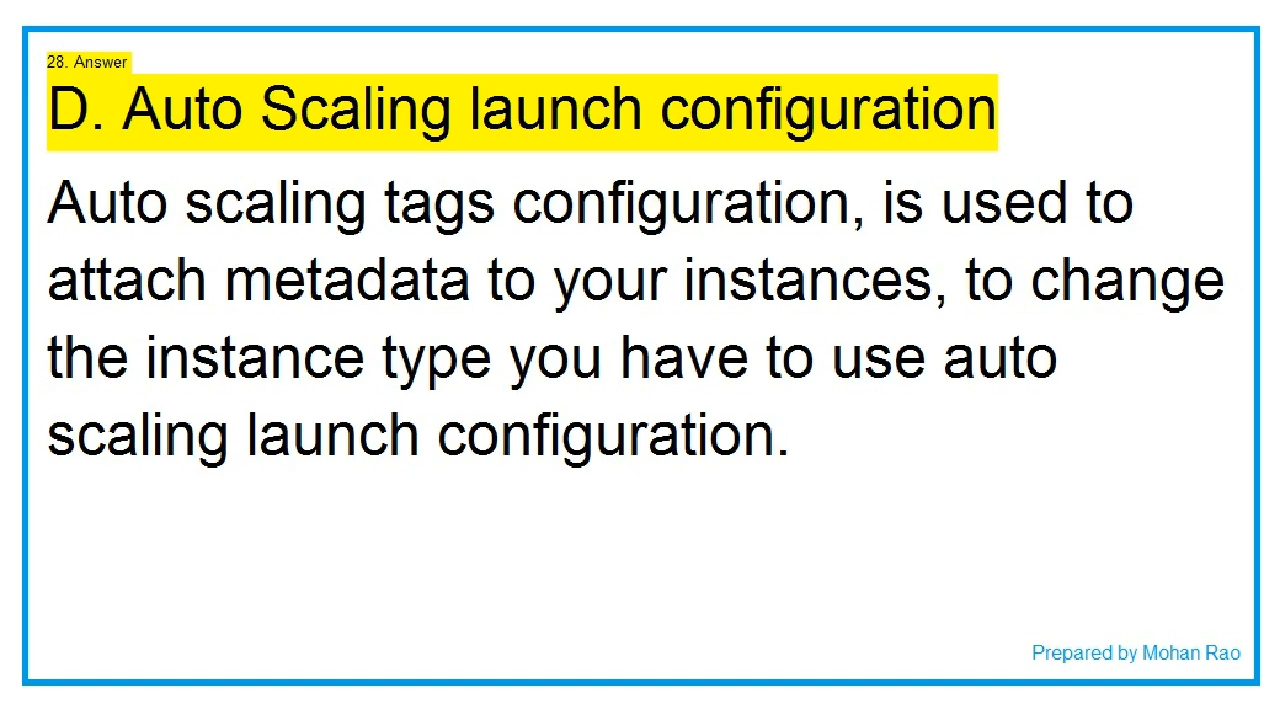 28. Answer
D. Auto Scaling launch configuration
Auto scaling tags configuration, is used to
attach metadata to your instances, to change
the instance type you have to use auto
scaling launch configuration.
Prepared by Mohan Rao